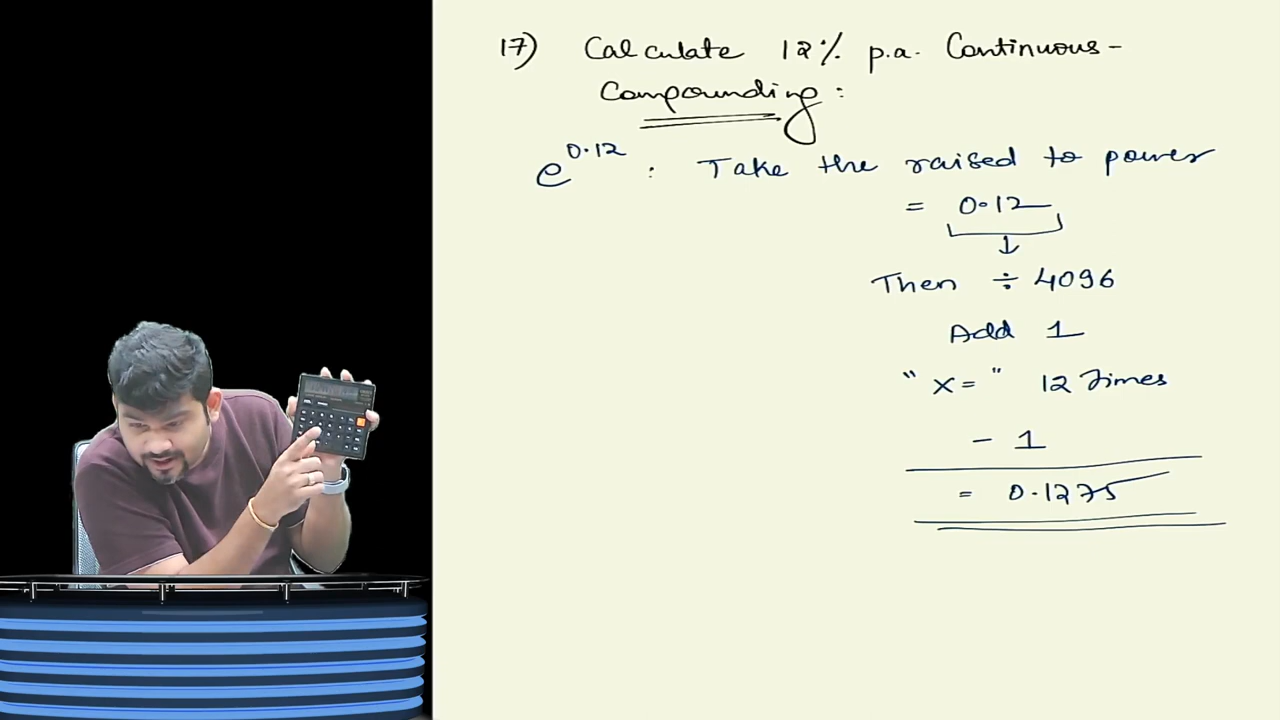 17) Calculate 12% p.a. Continuous-
Compounding:
e^0.12 : Take the raised to power
= 0.12
↓
Then ÷ 4096
Add 1
"x=" 12 Times
- 1
= 0.1275